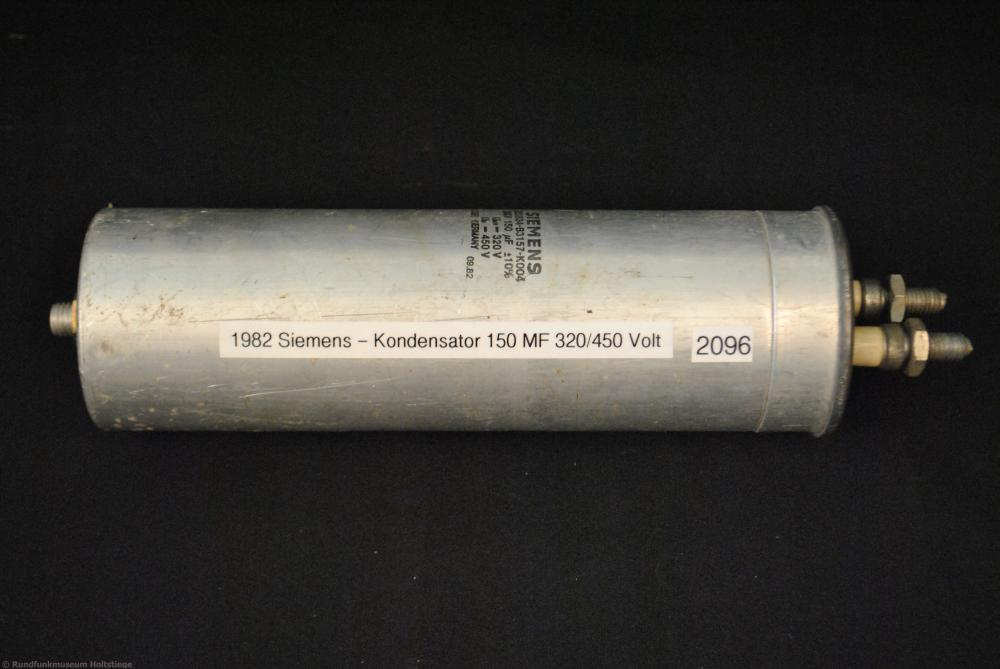 SIEMENS
B3157-K004
150 µF ±10%
= 320 V
= 450 V
GERMANY 09.82
1982 Siemens – Kondensator 150 MF 320/450 Volt
2096
© Rundfunkmuseum Holtstiege